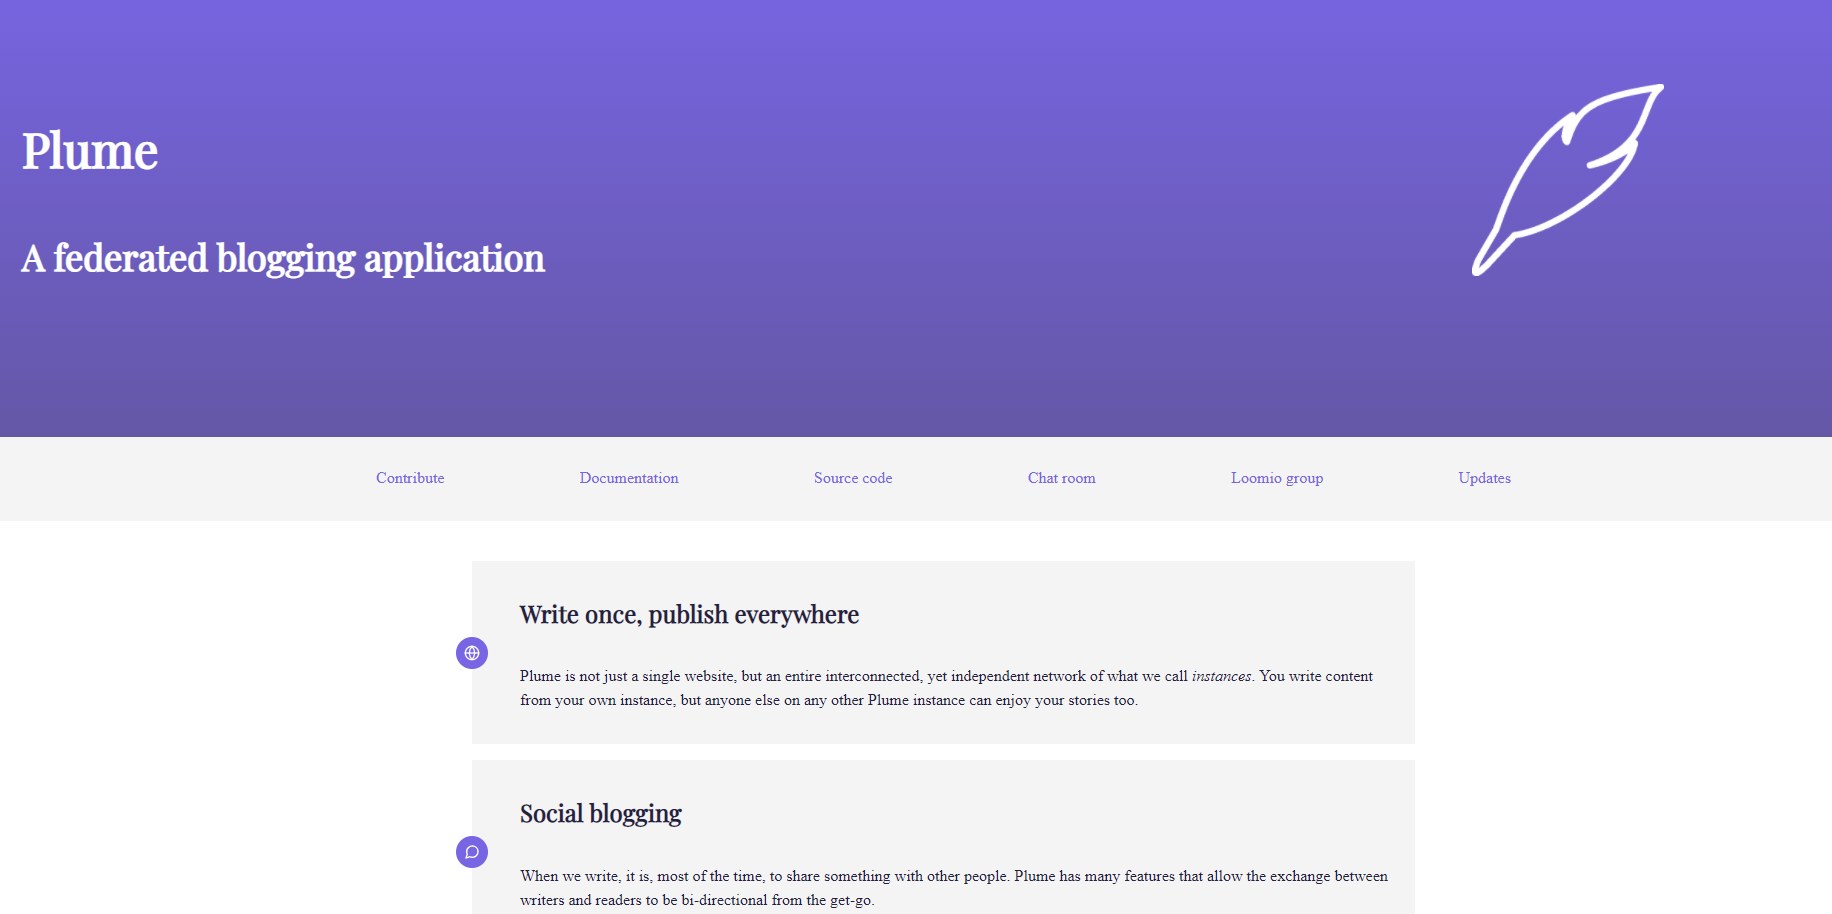 Plume
A federated blogging application
Contribute
Documentation
Source code
Chat room
Loomio group
Updates
Write once, publish everywhere
Plume is not just a single website, but an entire interconnected, yet independent network of what we call instances. You write content
from your own instance, but anyone else on any other Plume instance can enjoy your stories too.
Social blogging
When we write, it is, most of the time, to share something with other people. Plume has many features that allow the exchange between
writers and readers to be bi-directional from the get-go.